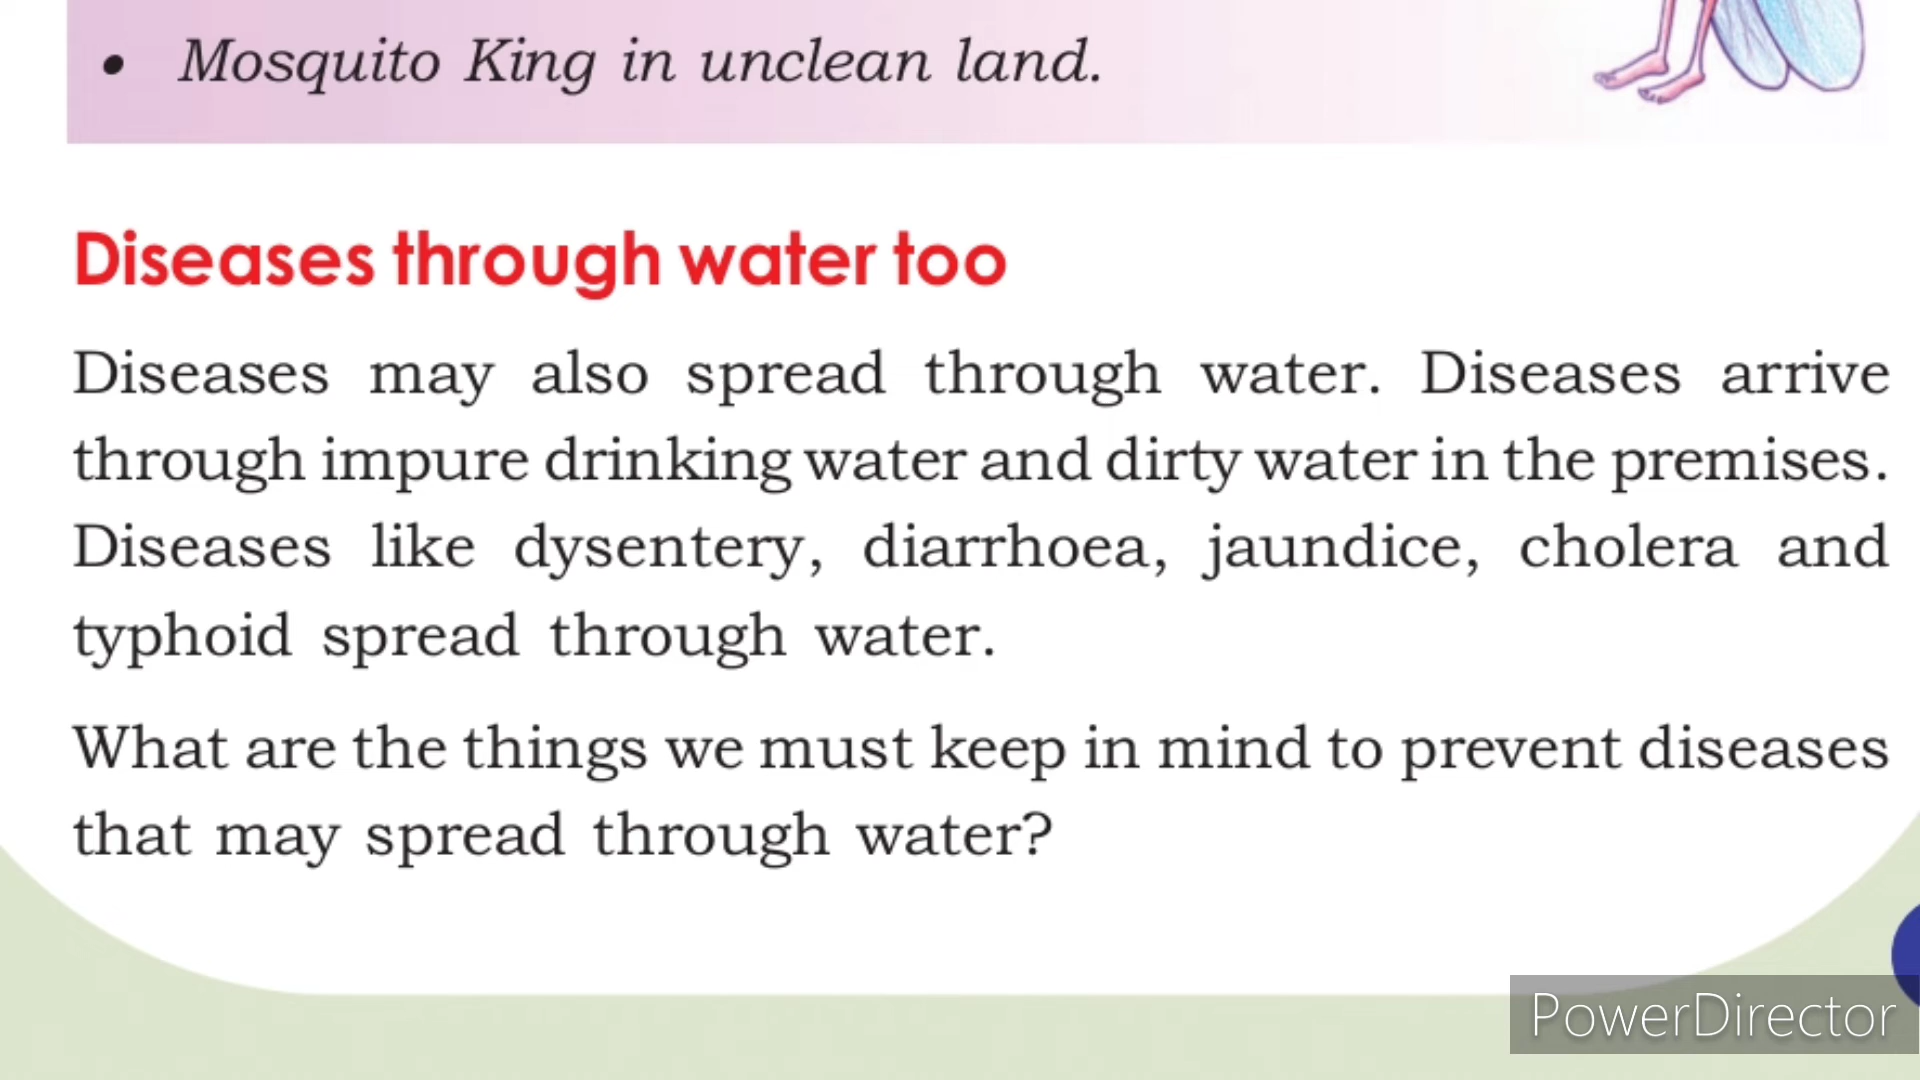 • Mosquito King in unclean land.
Diseases through water too
Diseases may also spread through water. Diseases arrive
through impure drinking water and dirty water in the premises.
Diseases like dysentery, diarrhoea, jaundice, cholera and
typhoid spread through water.
What are the things we must keep in mind to prevent diseases
that may spread through water?
PowerDirector